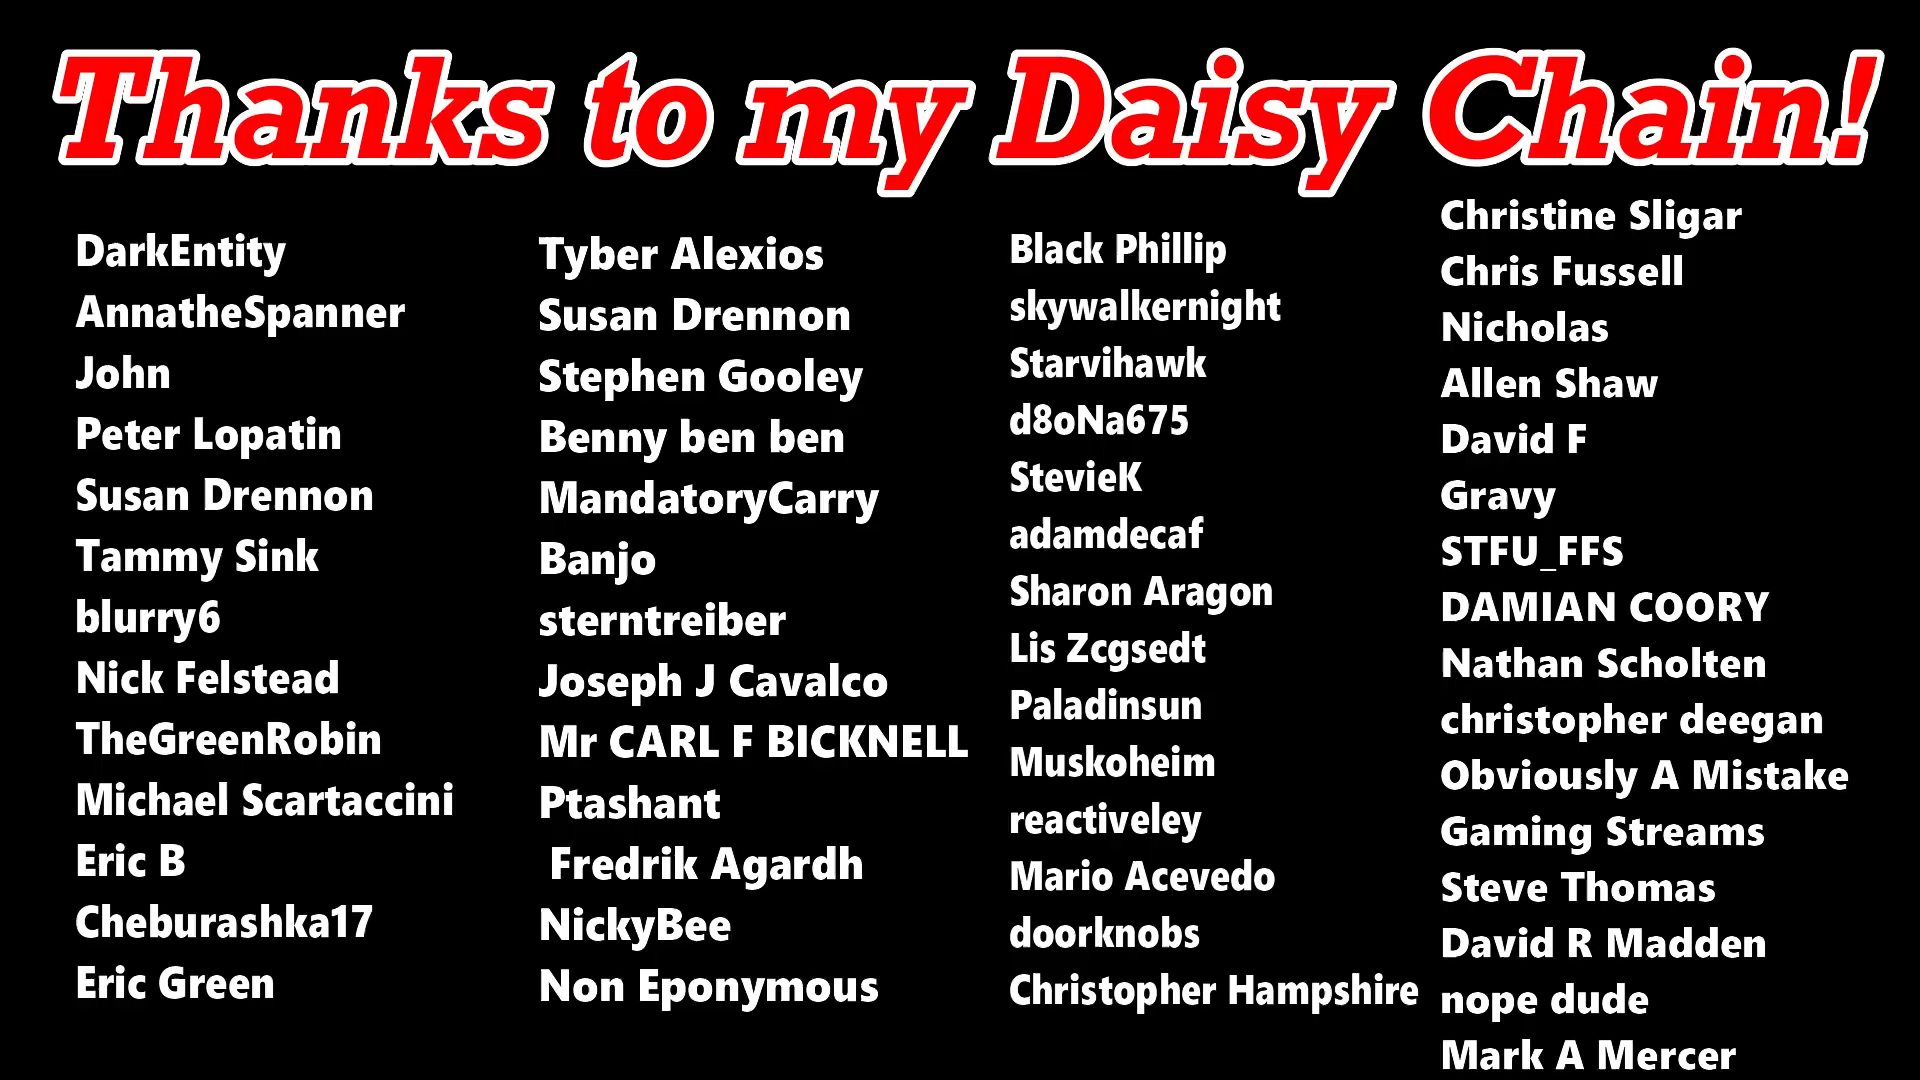 Thanks to my Daisy Chain!
DarkEntity
AnnatheSpanner
John
Peter Lopatin
Susan Drennon
Tammy Sink
blurry6
Nick Felstead
TheGreenRobin
Michael Scartaccini
Eric B
Cheburashka17
Eric Green
Tyber Alexios
Susan Drennon
Stephen Gooley
Benny ben ben
MandatoryCarry
Banjo
sterntreiber
Joseph J Cavalco
Mr CARL F BICKNELL
Ptashant
Fredrik Agardh
NickyBee
Non Eponymous
Black Phillip
skywalkernight
Starvihawk
d8oNa675
StevieK
adamdecaf
Sharon Aragon
Lis Zcgsedt
Paladinsun
Muskoheim
reactiveley
Mario Acevedo
doorknobs
Christopher Hampshire
Christine Sligar
Chris Fussell
Nicholas
Allen Shaw
David F
Gravy
STFU_FFS
DAMIAN COORY
Nathan Scholten
christopher deegan
Obviously A Mistake
Gaming Streams
Steve Thomas
David R Madden
nope dude
Mark A Mercer